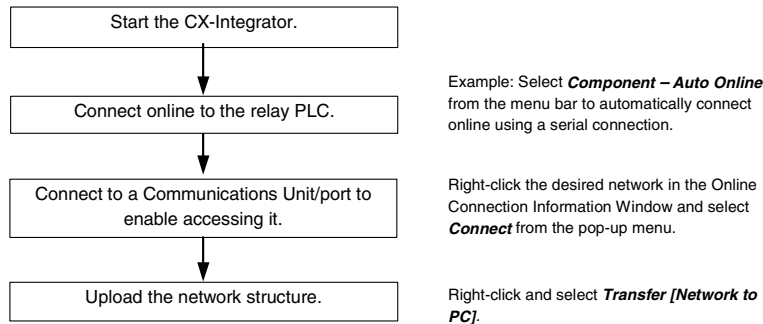 Start the CX-Integrator.
Connect online to the relay PLC.
Example: Select Component – Auto Online
from the menu bar to automatically connect
online using a serial connection.
Connect to a Communications Unit/port to
enable accessing it.
Right-click the desired network in the Online
Connection Information Window and select
Connect from the pop-up menu.
Upload the network structure.
Right-click and select Transfer [Network to
PC].